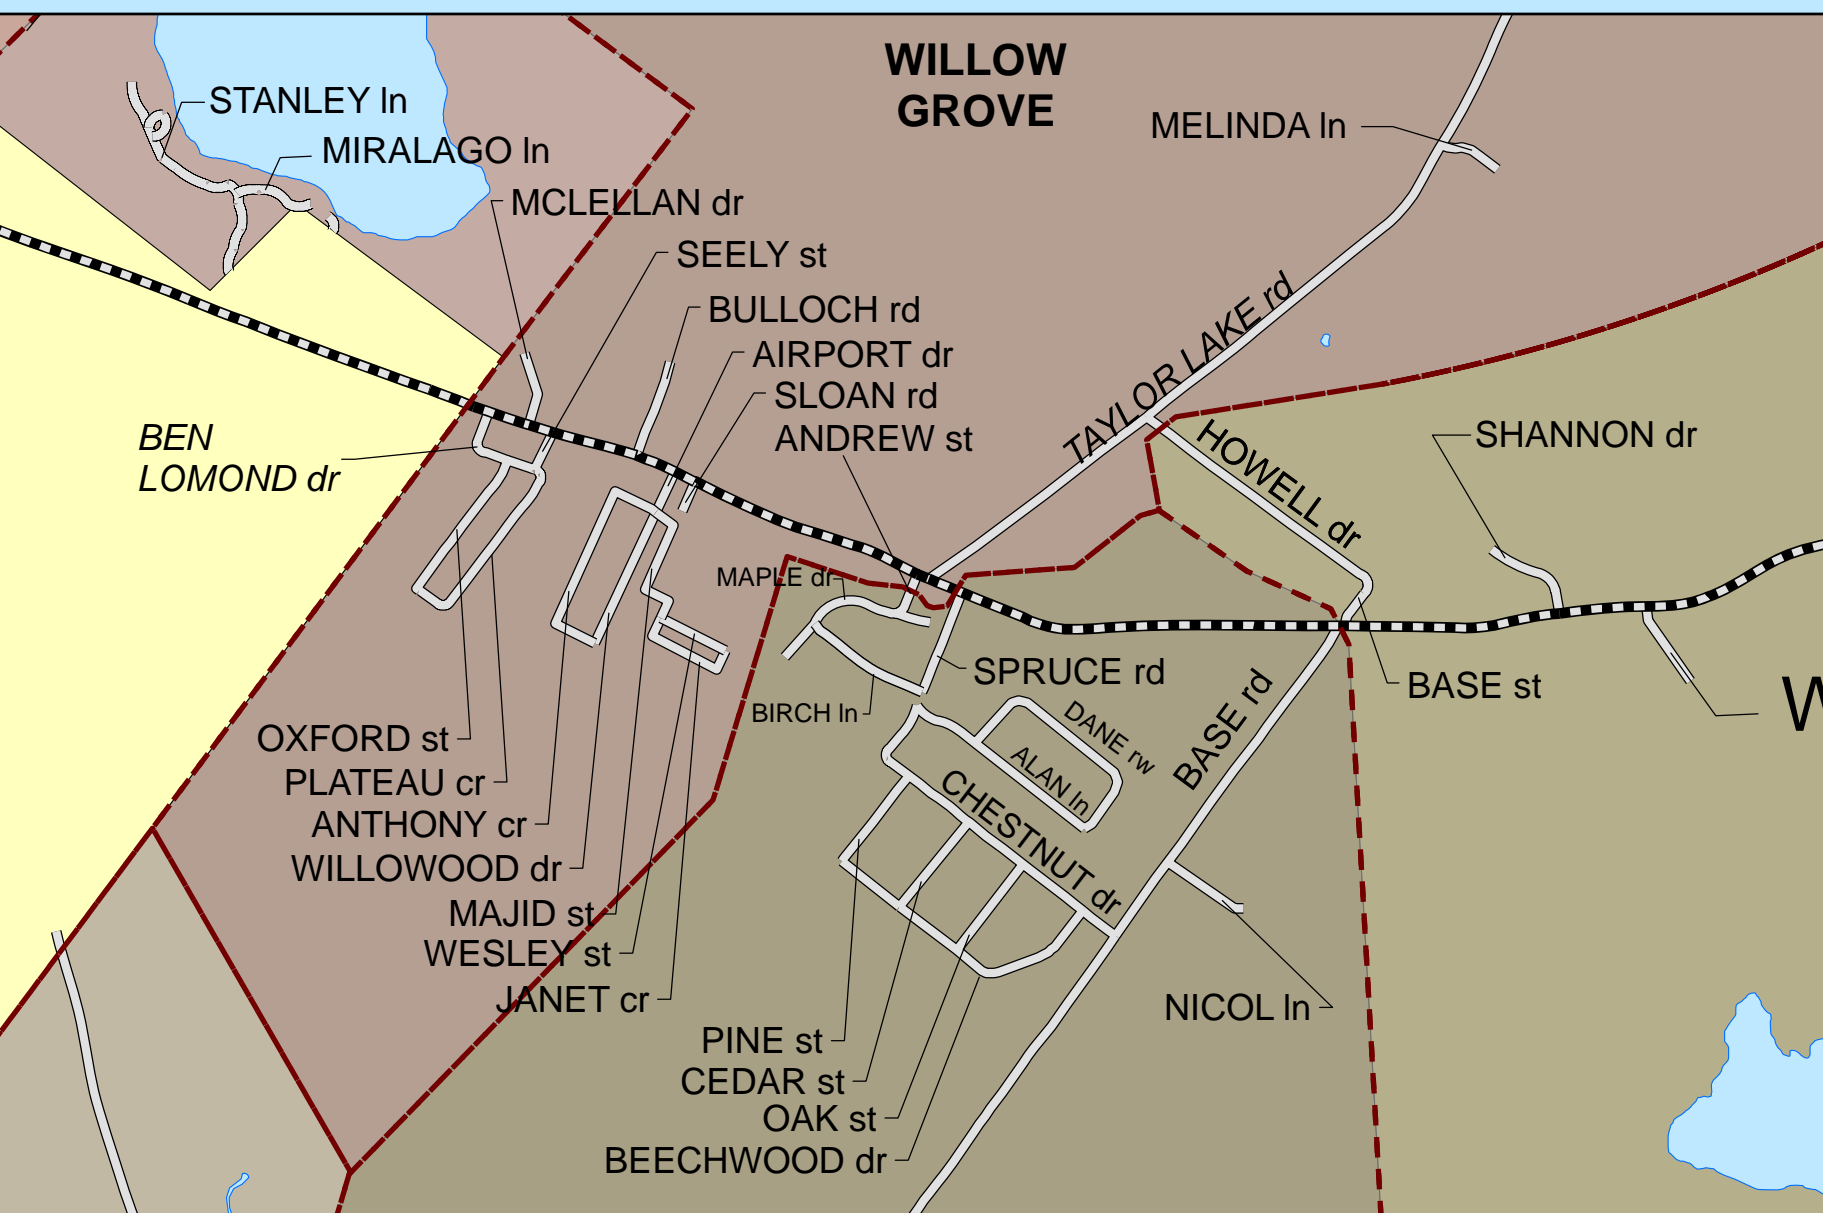 WILLOW
GROVE
STANLEY ln
MELINDA ln
MIRALAGO ln
MCLELLAN dr
SEELY st
BULLOCH rd
TAYLOR LAKE rd
AIRPORT dr
SLOAN rd
BEN
LOMOND dr
ANDREW st
HOWELL dr
SHANNON dr
MAPLE dr
SPRUCE rd
BASE st
BIRCH ln
DANE rw
BASE rd
W
OXFORD st
PLATEAU cr
ALAN ln
ANTHONY cr
CHESTNUT dr
WILLOWOOD dr
MAJID st
WESLEY st
JANET cr
NICOL ln
PINE st
CEDAR st
OAK st
BEECHWOOD dr